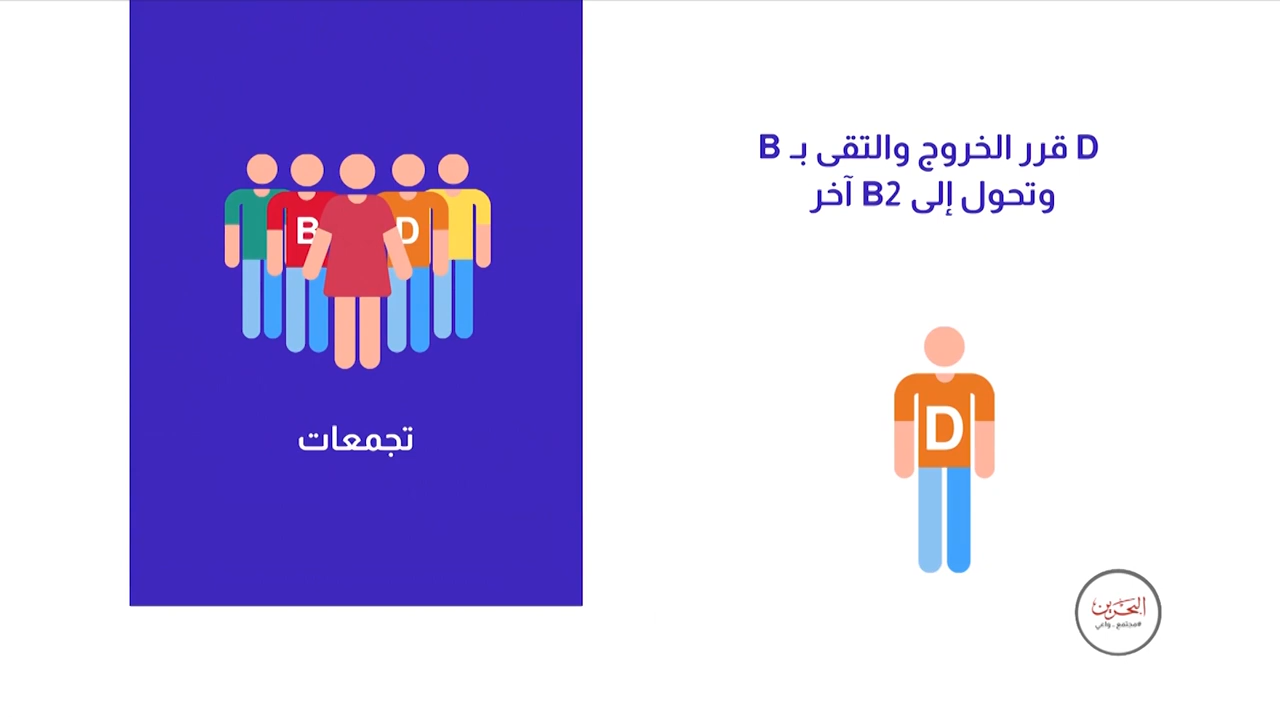 D قرر الخروج والتقى بـ B
وتحول إلى B2 آخر
B
D
تجمعات
D
البحرين
#مجتمع_واعي